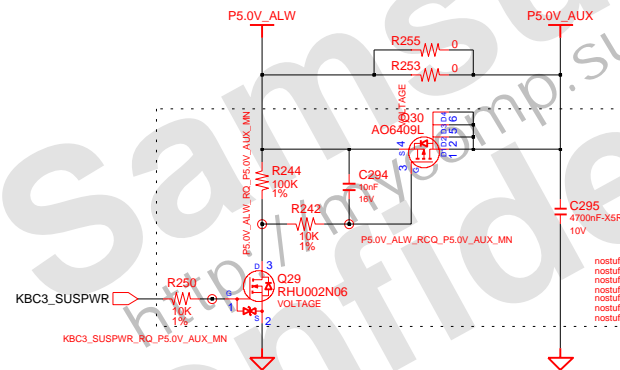 P5.0V_ALW
P5.0V_AUX
R255
0
R253
0
VOLTAGE
Q30
AO6409L
S
4
3
G
D4
D3
D2
D1
6
5
2
1
P5.0V_ALW_RQ_P5.0V_AUX_MN
R244
100K
1%
C294
10nF
16V
R242
10K
1%
P5.0V_ALW_RCQ_P5.0V_AUX_MN
C295
4700nF-X5R
10V
D
3
Q29
RHU002N06
VOLTAGE
G
1
S
2
KBC3_SUSPWR
R250
10K
1%
KBC3_SUSPWR_RQ_P5.0V_AUX_MN
nostuf
nostuf
nostuf
nostuf
nostuf
nostuf
nostuf
Samsu
nfide
http://mycomp.su